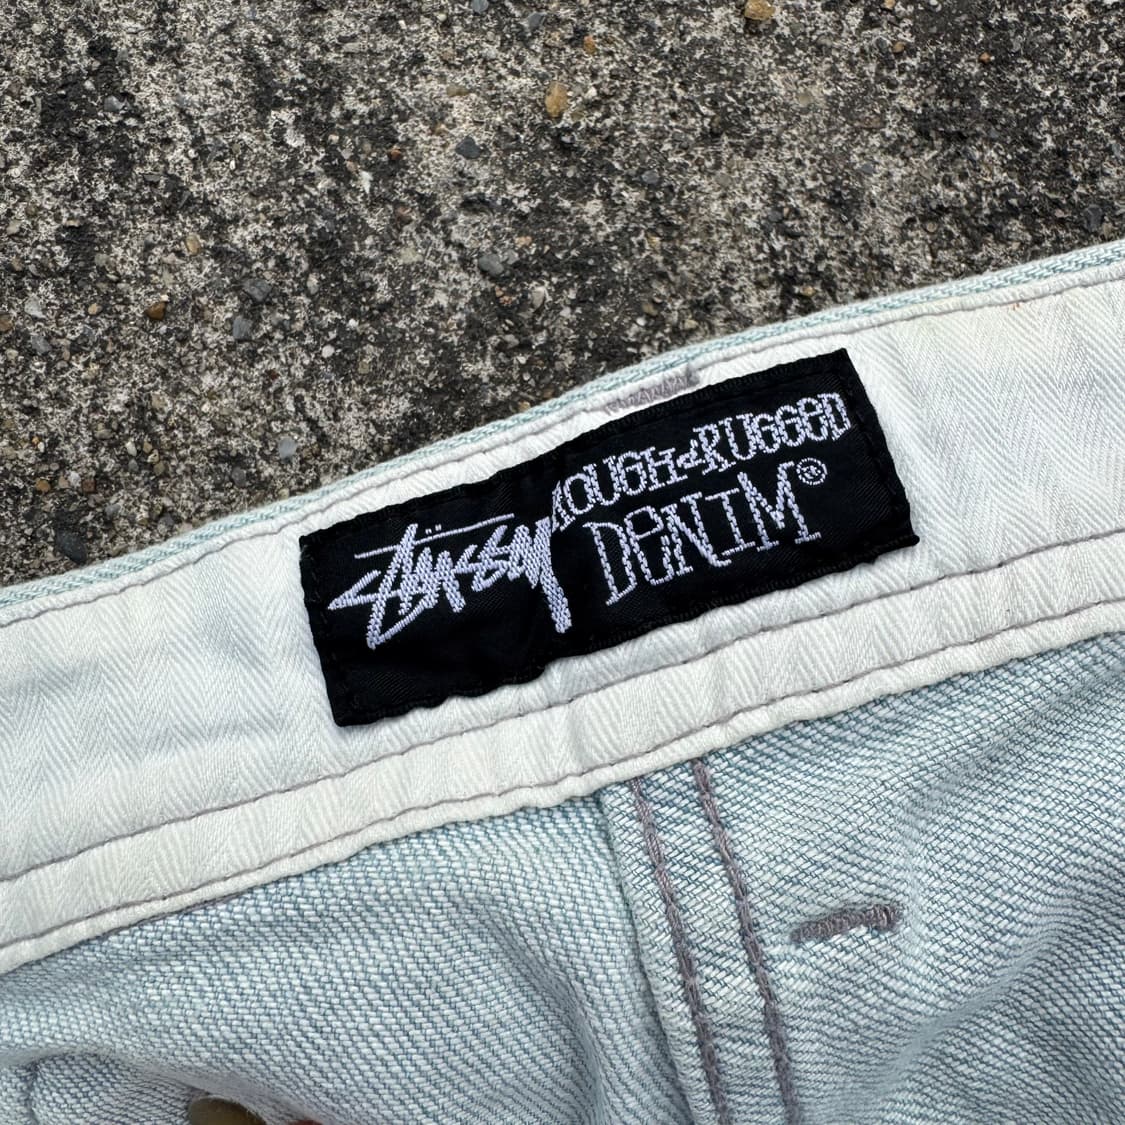 Stüssy
ROUGH & RUGGED
DENIM®